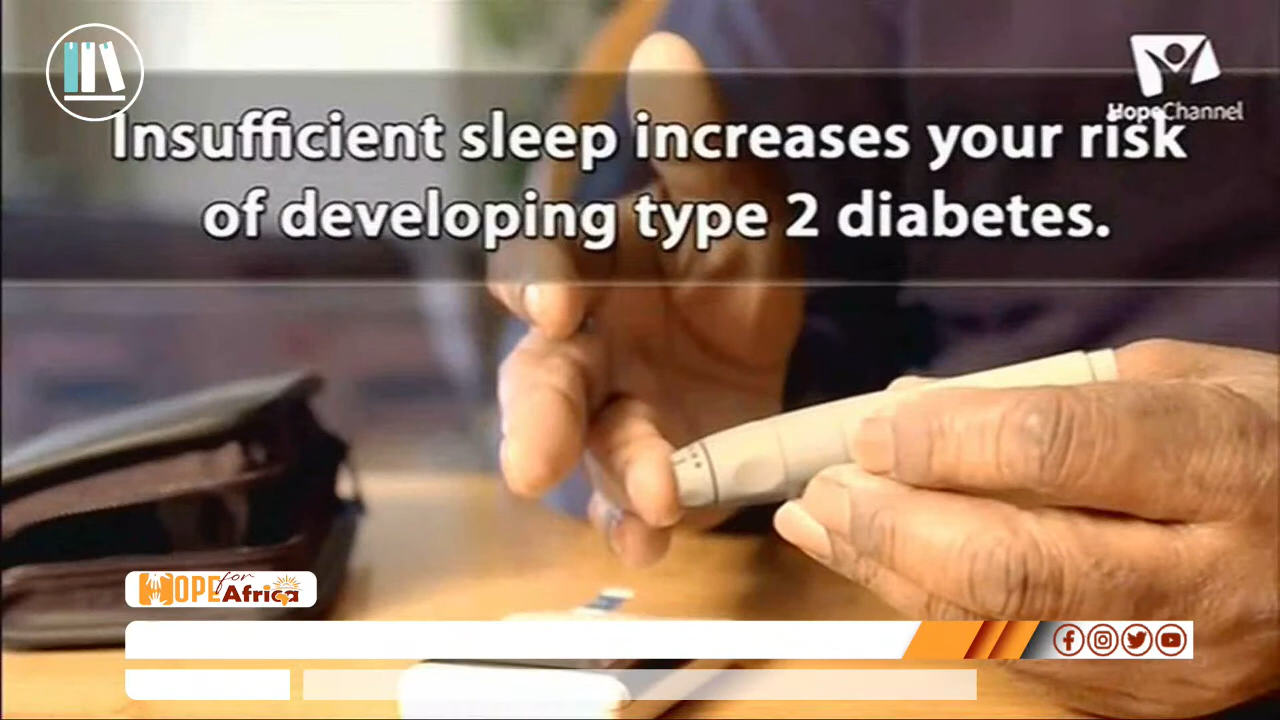 HopeChannel
Insufficient sleep increases your risk
of developing type 2 diabetes.
HOPE for
Africa